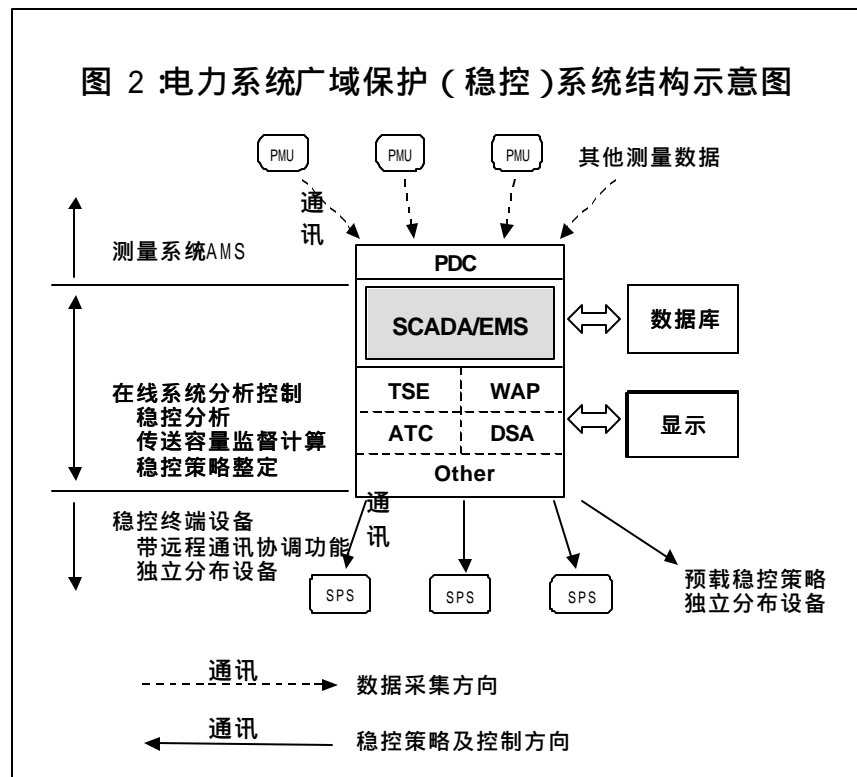 图 2:电力系统广域保护（稳控）系统结构示意图
PMU
PMU
PMU
其他测量数据
通
讯
测量系统AMS
PDC
SCADA/EMS
数据库
TSE
WAP
ATC
DSA
Other
显示
在线系统分析控制
稳控分析
传送容量监督计算
稳控策略整定
通
讯
稳控终端设备
带远程通讯协调功能
独立分布设备
SPS
SPS
SPS
预载稳控策略
独立分布设备
通讯
数据采集方向
通讯
稳控策略及控制方向